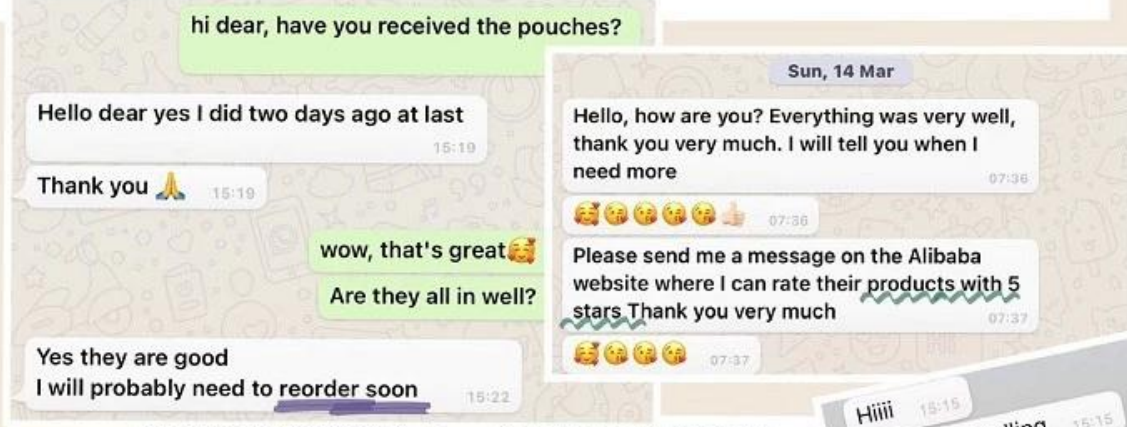 hi dear, have you received the pouches?
Hello dear yes I did two days ago at last
15:19
Thank you 🙏 15:19
wow, that's great🥰
Are they all in well?
Yes they are good
I will probably need to reorder soon
15:22
Sun, 14 Mar
Hello, how are you? Everything was very well,
thank you very much. I will tell you when I
need more
07:36
🥰😘😘😘😘👍🏻 07:36
Please send me a message on the Alibaba
website where I can rate their products with 5
stars Thank you very much
07:37
🥰😘😘😘 07:37
Hiiii 15:15
15:15